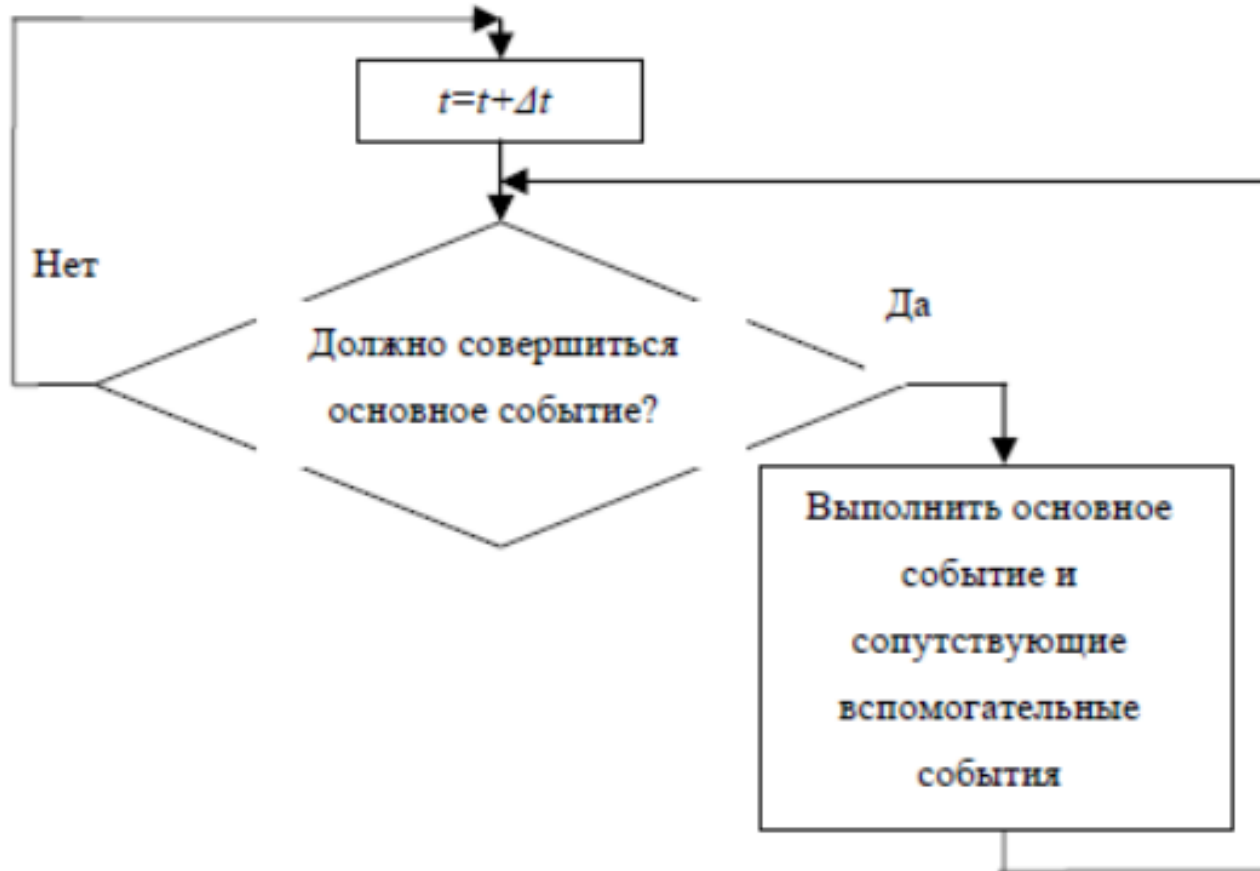 t=t+Δt
Нет
Да
Должно совершиться
основное событие?
Выполнить основное
событие и
сопутствующие
вспомогательные
события